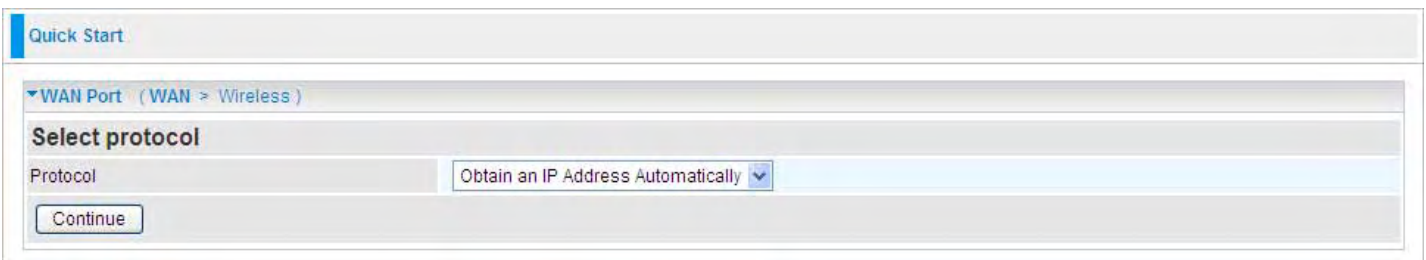 Quick Start
WAN Port ( WAN > Wireless )
Select protocol
Protocol Obtain an IP Address Automatically
Continue